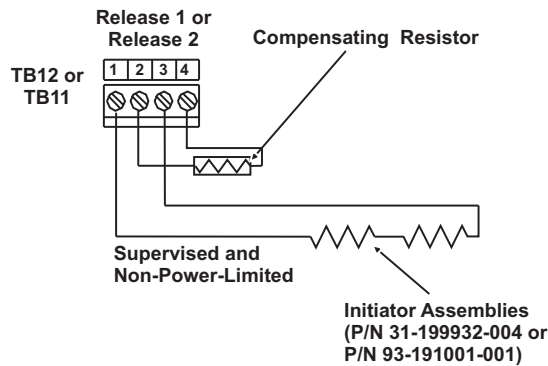 Release 1 or
Release 2
Compensating Resistor
TB12 or
TB11
1 2 3 4
Supervised and
Non-Power-Limited
Initiator Assemblies
(P/N 31-199932-004 or
P/N 93-191001-001)